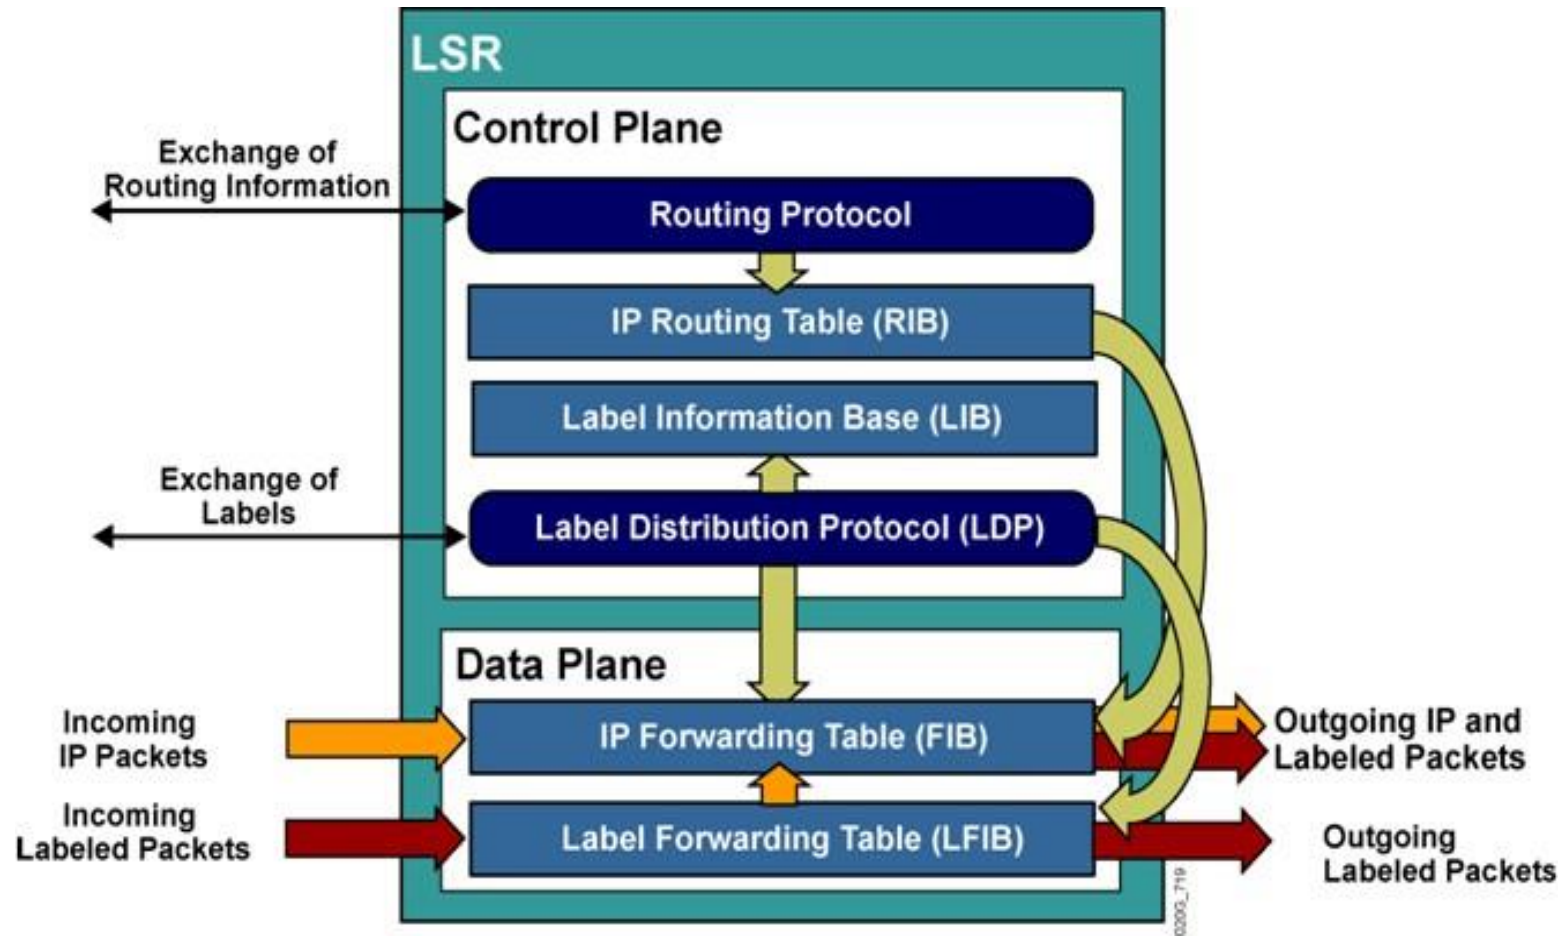 LSR
Control Plane
Exchange of
Routing Information
Routing Protocol
IP Routing Table (RIB)
Label Information Base (LIB)
Exchange of
Labels
Label Distribution Protocol (LDP)
Data Plane
Incoming
IP Packets
IP Forwarding Table (FIB)
Outgoing IP and
Labeled Packets
Incoming
Labeled Packets
Label Forwarding Table (LFIB)
Outgoing
Labeled Packets
020G_719